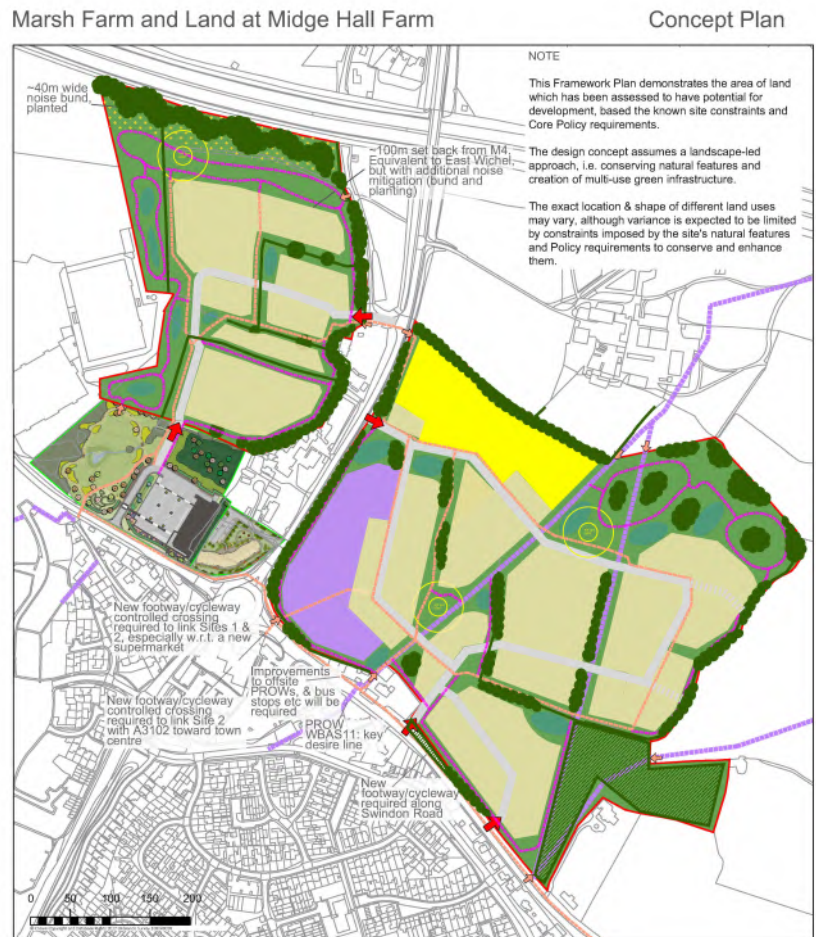 Marsh Farm and Land at Midge Hall Farm
Concept Plan
NOTE
This Framework Plan demonstrates the area of land
which has been assessed to have potential for
development, based the known site constraints and
Core Policy requirements.
The design concept assumes a landscape-led
approach, i.e. conserving natural features and
creation of multi-use green infrastructure.
The exact location & shape of different land uses
may vary, although variance is expected to be limited
by constraints imposed by the site's natural features
and Policy requirements to conserve and enhance
them.
~40m wide
noise bund,
planted
~100m set back from M4,
Equivalent to East Wichel,
but with additional noise
mitigation (bund and
planting)
New footway/cycleway
controlled crossing
required to link Sites 1 &
2, especially w.r.t. a new
supermarket
Improvements
to offsite
PROWs, & bus
stops etc will be
required
New footway/cycleway
controlled crossing
required to link Site 2
with A3102 toward town
centre
PROW
WBAS11: key
desire line
New
footway/cycleway
required along
Swindon Road
0 50 100 150 200